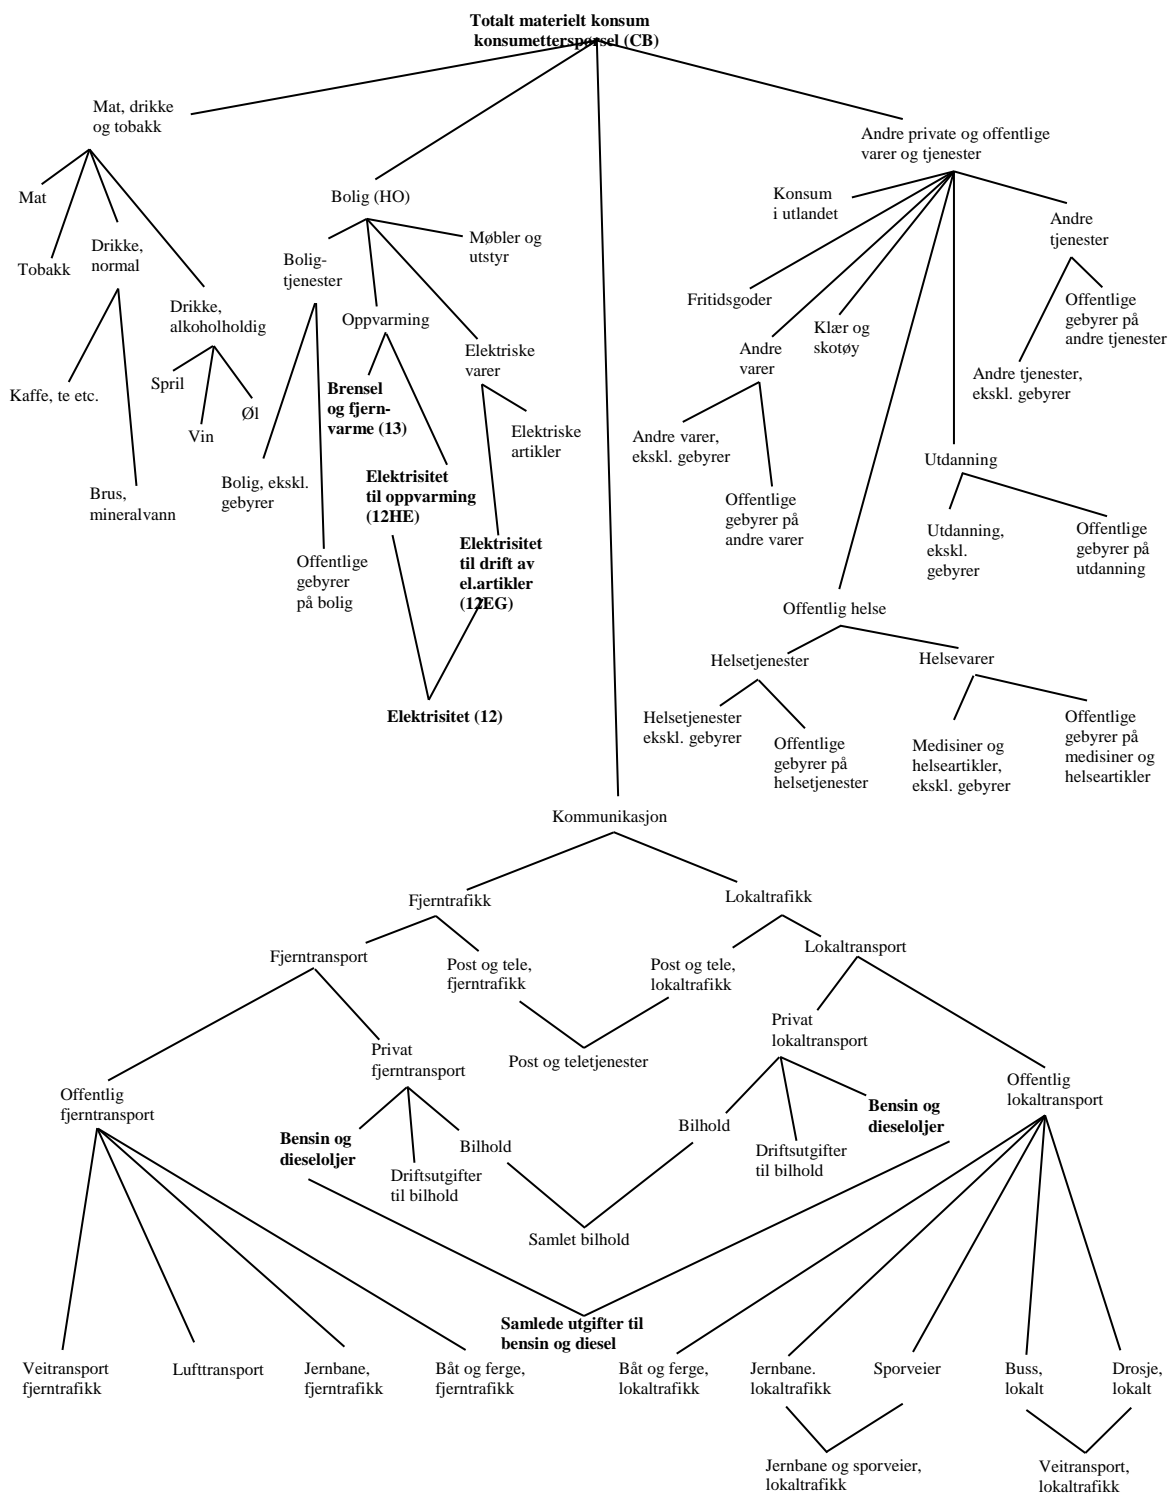 Totalt materielt konsum
konsumetterspørsel (CB)
Mat, drikke
og tobakk
Mat
Tobakk
Drikke,
normal
Drikke,
alkoholholdig
Kaffe, te etc.
Brus,
mineralvann
Spril
Vin
Øl
Bolig (HO)
Bolig-
tjenester
Oppvarming
Elektriske
varer
Møbler og
utstyr
Bolig, ekskl.
gebyrer
Offentlige
gebyrer
på bolig
Brensel
og fjern-
varme (13)
Elektrisitet
til oppvarming
(12HE)
Elektriske
artikler
Elektrisitet
til drift av
el.artikler
(12EG)
Elektrisitet (12)
Andre private og offentlige
varer og tjenester
Konsum
i utlandet
Fritidsgoder
Andre
varer
Klær og
skotøy
Andre
tjenester
Andre tjenester,
ekskl. gebyrer
Offentlige
gebyrer på
andre tjenester
Andre varer,
ekskl. gebyrer
Offentlige
gebyrer på
andre varer
Utdanning
Utdanning,
ekskl.
gebyrer
Offentlige
gebyrer på
utdanning
Offentlig helse
Helsetjenester
Helsevarer
Helsetjenester
ekskl. gebyrer
Offentlige
gebyrer på
helsetjenester
Medisiner og
helseartikler,
ekskl. gebyrer
Offentlige
gebyrer på
medisiner og
helseartikler
Kommunikasjon
Fjerntrafikk
Lokaltrafikk
Fjerntransport
Post og tele,
fjerntrafikk
Post og tele,
lokaltrafikk
Lokaltransport
Post og teletjenester
Offentlig
fjerntransport
Privat
fjerntransport
Privat
lokaltransport
Offentlig
lokaltransport
Bensin og
dieseloljer
Driftsutgifter
til bilhold
Bilhold
Bilhold
Driftsutgifter
til bilhold
Bensin og
dieseloljer
Samlet bilhold
Samlede utgifter til
bensin og diesel
Veitransport
fjerntrafikk
Lufttransport
Jernbane,
fjerntrafikk
Båt og ferge,
fjerntrafikk
Båt og ferge,
lokaltrafikk
Jernbane.
lokaltrafikk
Sporveier
Buss,
lokalt
Drosje,
lokalt
Jernbane og sporveier,
lokaltrafikk
Veitransport,
lokaltrafikk